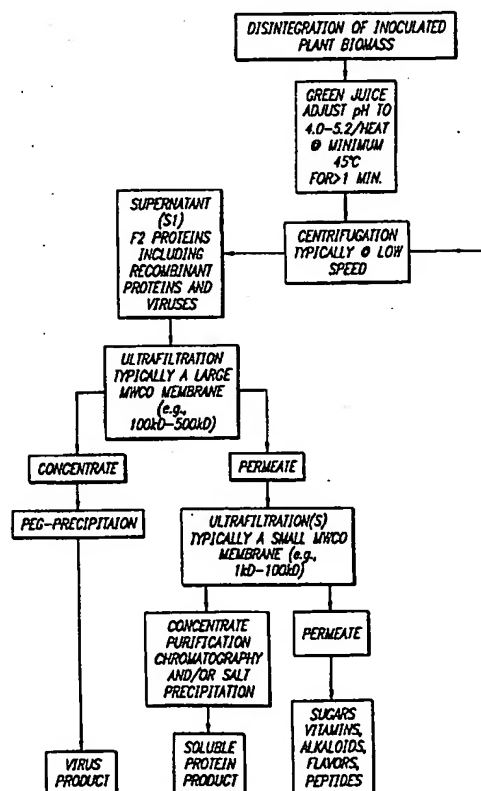 DISINTEGRATION OF INOCULATED
PLANT BIOMASS
GREEN JUICE
ADJUST pH TO
4.0-5.2/HEAT
@ MINIMUM
45°C
FOR>1 MIN.
SUPERNATANT
(S1)
F2 PROTEINS
INCLUDING
RECOMBINANT
PROTEINS AND
VIRUSES
CENTRIFUGATION
TYPICALLY @ LOW
SPEED
ULTRAFILTRATION
TYPICALLY A LARGE
MWCO MEMBRANE
(e.g.,
100kD-500kD)
CONCENTRATE
PERMEATE
PEG-PRECIPITAION
ULTRAFILTRATION(S)
TYPICALLY A SMALL MWCO
MEMBRANE (e.g.,
1kD-100kD)
CONCENTRATE
PURIFICATION
CHROMATOGRAPHY
AND/OR SALT
PRECIPITATION
PERMEATE
VIRUS
PRODUCT
SOLUBLE
PROTEIN
PRODUCT
SUGARS
VITAMINS,
ALKALOIDS,
FLAVORS,
PEPTIDES